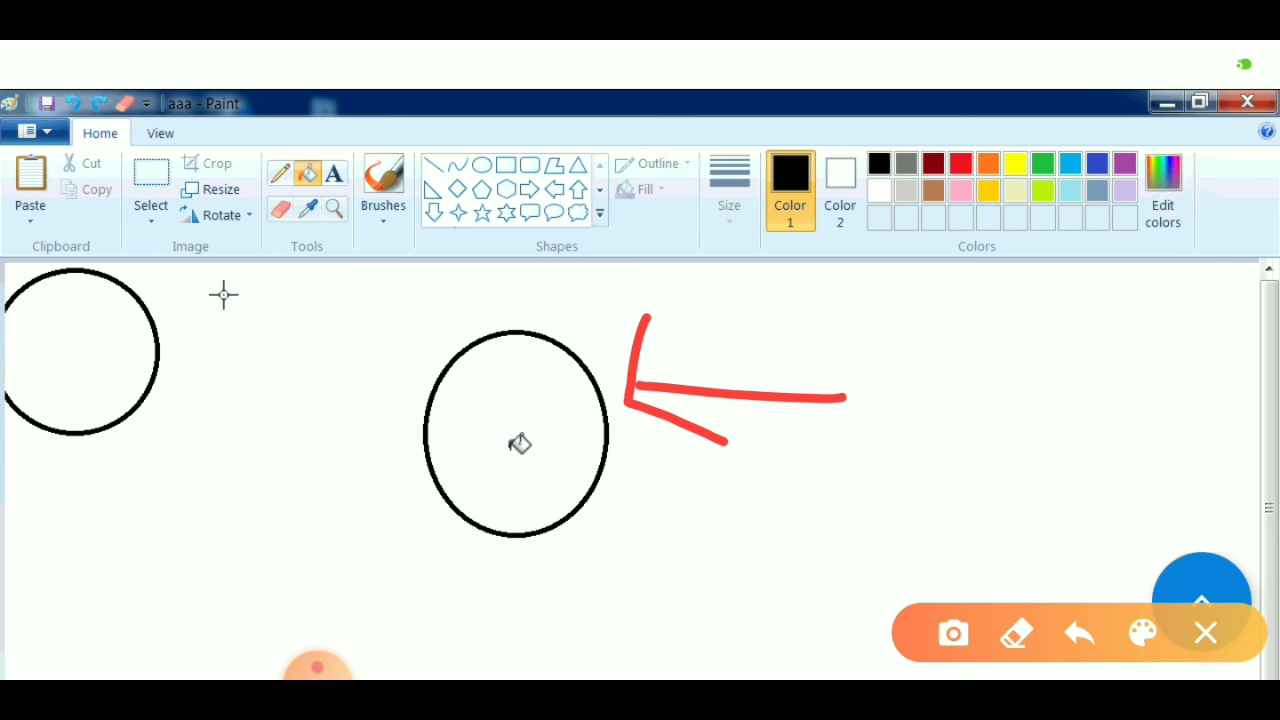 aaa - Paint
Home View
Paste
Cut
Copy
Clipboard
Select
Crop
Resize
Rotate
Image
A
Tools
Brushes
Shapes
Outline
Fill
Size
Color
1
Color
2
Edit
colors
Colors